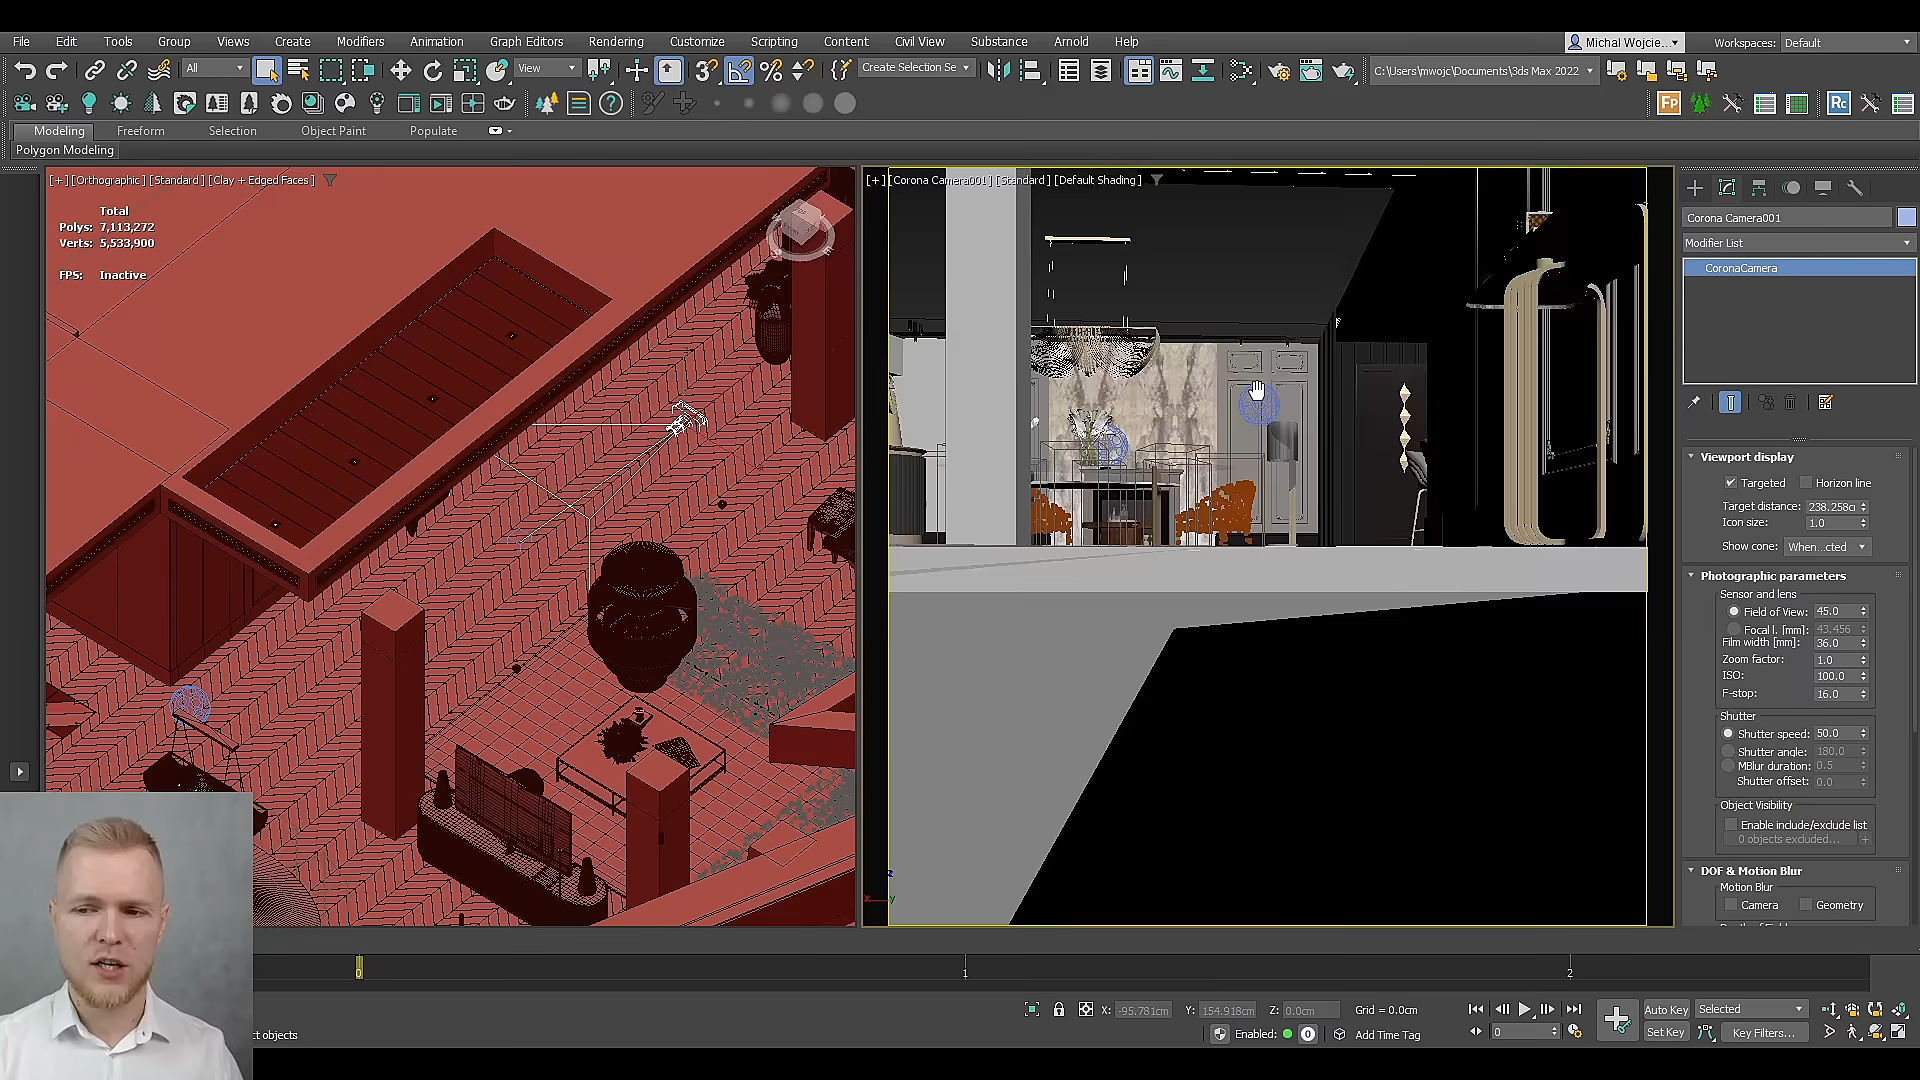 File Edit Tools Group Views Create Modifiers Animation Graph Editors Rendering Customize Scripting Content Civil View Substance Arnold Help
Michal Wojcie... Workspaces: Default
All View Create Selection Se C:\Users\mwojc\Documents\3ds Max 2022
Fp Rc
Modeling Freeform Selection Object Paint Populate
Polygon Modeling
[+] [Orthographic] [Standard] [Clay + Edged Faces]
Total
Polys: 7,113,272
Verts: 5,533,900
FPS: Inactive
[+] [Corona Camera001] [Standard] [Default Shading]
Corona Camera001
Modifier List
CoronaCamera
Viewport display
Targeted Horizon line
Target distance: 238.258c
Icon size: 1.0
Show cone: When...cted
Photographic parameters
Sensor and lens
Field of View: 45.0
Focal l. [mm]: 43.456
Film width [mm]: 36.0
Zoom factor: 1.0
ISO: 100.0
F-stop: 16.0
Shutter
Shutter speed: 50.0
Shutter angle: 180.0
MBlur duration: 0.5
Shutter offset: 0.0
Object Visibility
Enable include/exclude list
0 objects excluded...
DOF & Motion Blur
Motion Blur
Camera Geometry
z
x y
0 1 2
X: -95.781cm Y: 154.918cm Z: 0.0cm Grid = 0.0cm
Auto Key Selected
ct objects
Enabled: 0 Add Time Tag
0
Set Key Key Filters...